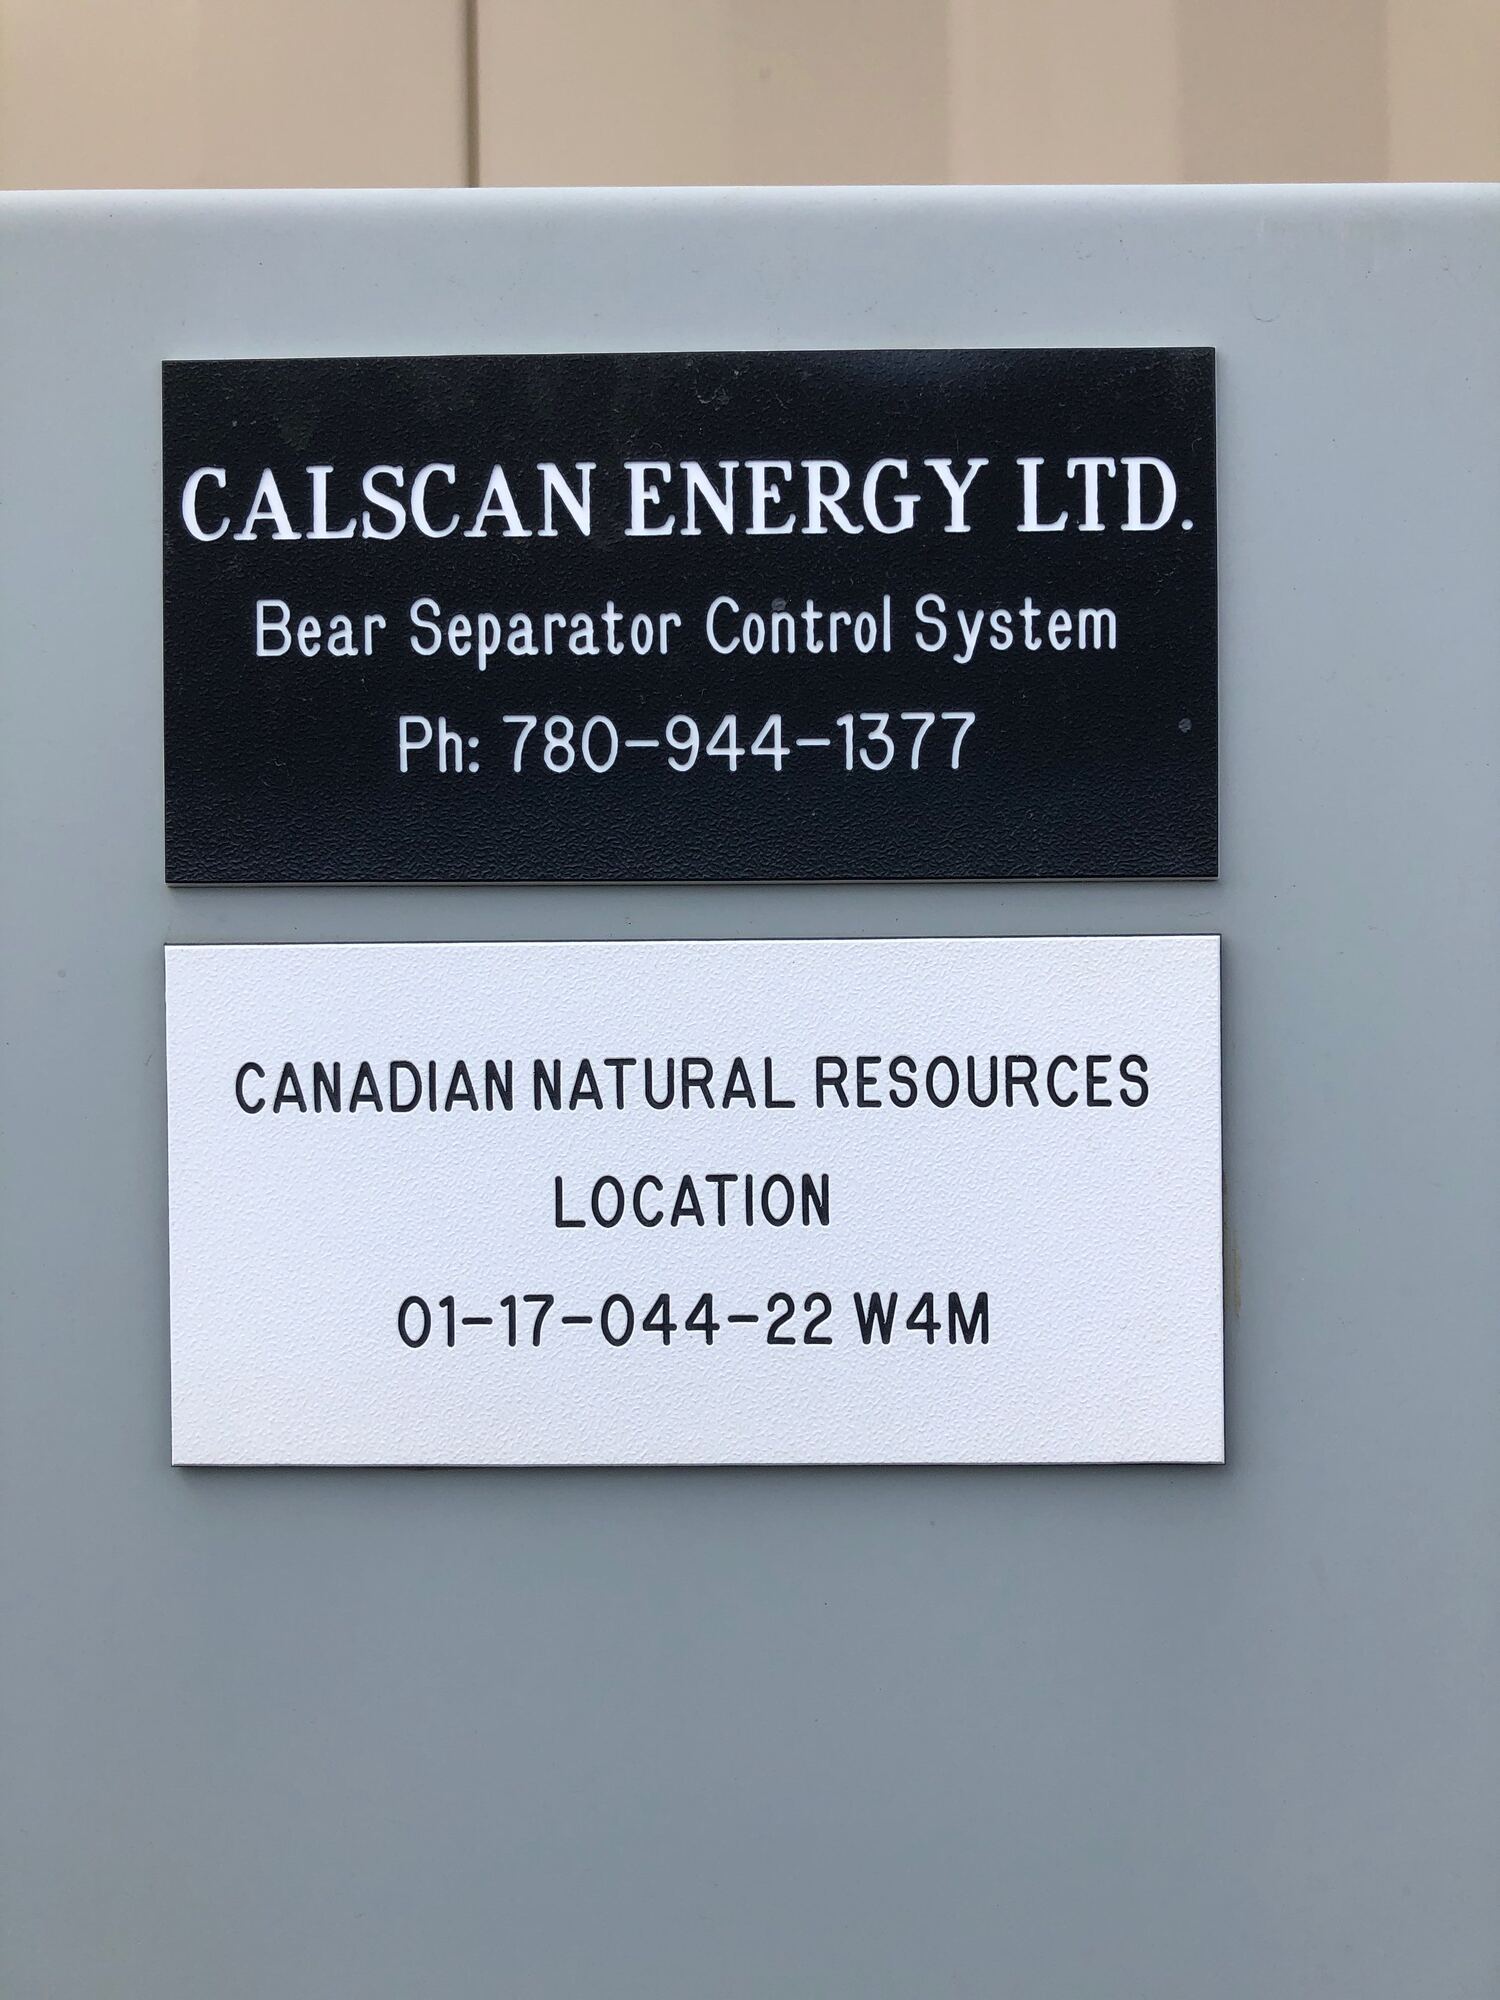 CALSCAN ENERGY LTD.
Bear Separator Control System
Ph: 780-944-1377
CANADIAN NATURAL RESOURCES
LOCATION
01-17-044-22 W4M